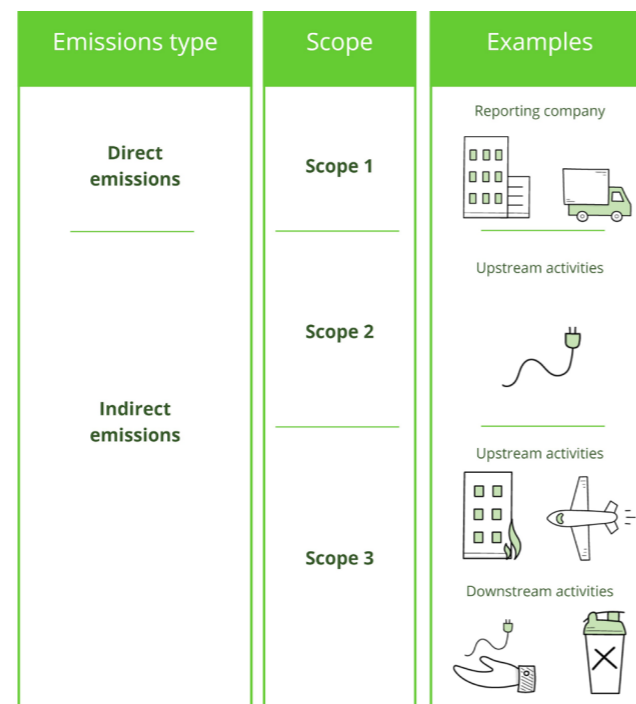 Emissions type
Scope
Examples
Direct
emissions
Scope 1
Reporting company
Indirect
emissions
Scope 2
Upstream activities
Scope 3
Upstream activities
Downstream activities